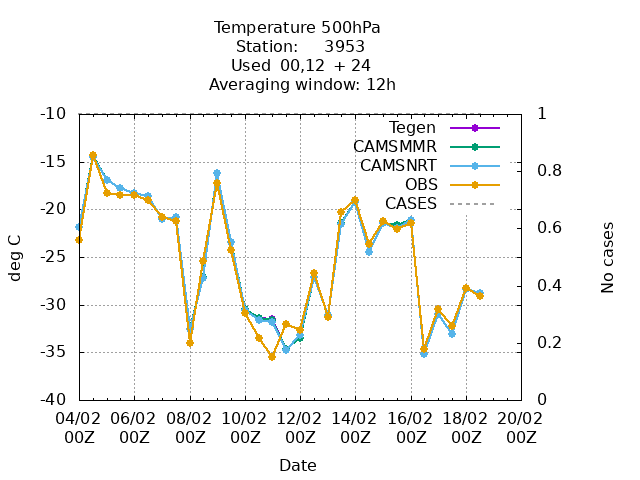 Temperature 500hPa
Station: 3953
Used 00,12 + 24
Averaging window: 12h
-10
-15
-20
-25
-30
-35
-40
deg C
1
0.8
0.6
0.4
0.2
0
No cases
Tegen
CAMSMMR
CAMSNRT
OBS
CASES
04/02 06/02 08/02 10/02 12/02 14/02 16/02 18/02 20/02
00Z 00Z 00Z 00Z 00Z 00Z 00Z 00Z 00Z
Date